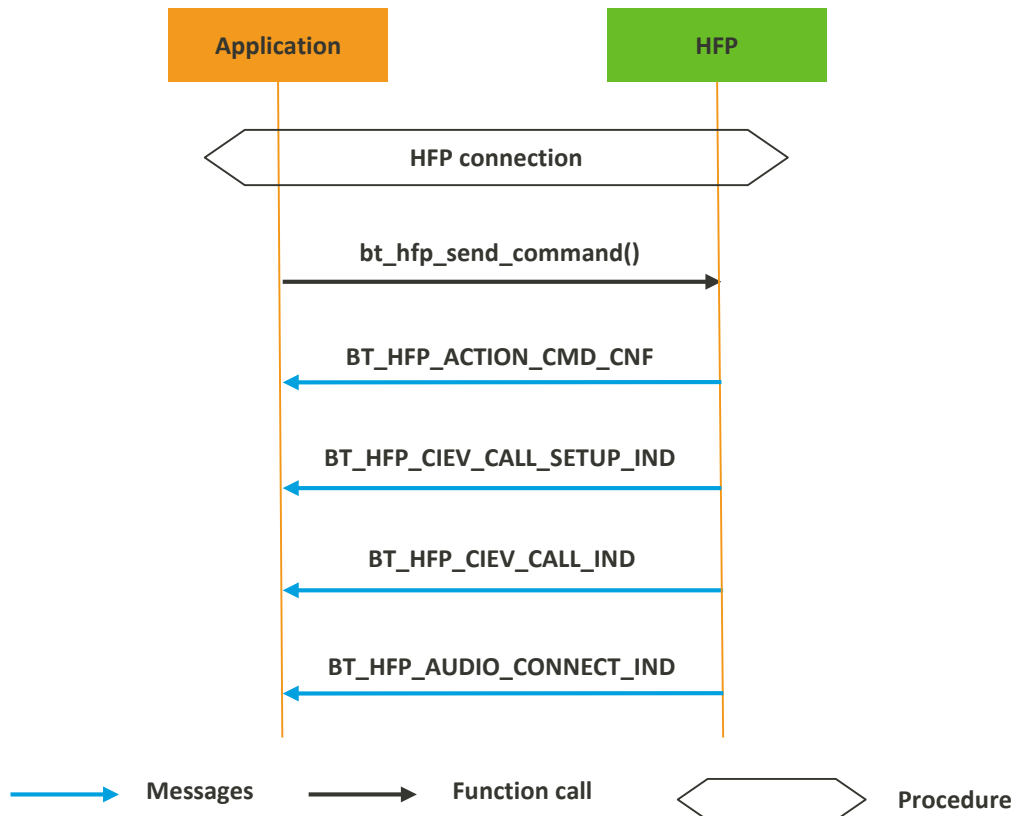 Application
HFP
HFP connection
bt_hfp_send_command()
BT_HFP_ACTION_CMD_CNF
BT_HFP_CIEV_CALL_SETUP_IND
BT_HFP_CIEV_CALL_IND
BT_HFP_AUDIO_CONNECT_IND
Messages
Function call
Procedure